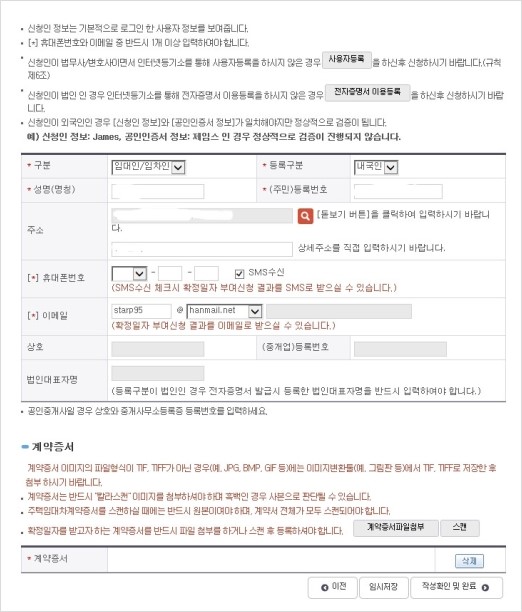 • 신청인 정보는 기본적으로 로그인 한 사용자 정보를 보여줍니다.
• [*] 휴대폰번호와 이메일 중 반드시 1개 이상 입력하여야 합니다.
• 신청인이 법무사/변호사이면서 인터넷등기소를 통해 사용자등록을 하시지 않은 경우 사용자등록 을 하신후 신청하시기 바랍니다.(규칙
제6조)
• 신청인이 법인 인 경우 인터넷등기소를 통해 전자증명서 이용등록을 하시지 않은 경우 전자증명서 이용등록 을 하신후 신청하시기 바랍
니다.
• 신청인이 외국인인 경우 [신청인 정보]와 [공인인증서 정보]가 일치해야지만 정상적으로 검증이 됩니다.
예) 신청인 정보: James, 공인인증서 정보: 제임스 인 경우 정상적으로 검증이 진행되지 않습니다.
* 구분 임대인/임차인 * 등록구분 내국인
* 성명(명칭) * (주민)등록번호
주소 [돋보기 버튼]을 클릭하여 입력하시기 바랍니
다.
상세주소를 직접 입력하시기 바랍니다.
[*] 휴대폰번호 - - SMS수신
(SMS수신 체크시 확정일자 부여신청 결과를 SMS로 받으실 수 있습니다.)
[*] 이메일 starp95 @ hanmail.net
(확정일자 부여신청 결과를 이메일로 받으실 수 있습니다.)
상호 (중개업)등록번호
법인대표자명
(등록구분이 법인인 경우 전자증명서 발급시 등록한 법인대표자명을 반드시 입력하여야 합니다.)
• 공인중개사일 경우 상호와 중개사무소등록증 등록번호를 입력하세요.
계약증서
계약증서 이미지의 파일형식이 TIF, TIFF가 아닌 경우(예, JPG, BMP, GIF 등)에는 이미지변환툴(예, 그림판 등)에서 TIF, TIFF로 저장한 후
첨부 하시기 바랍니다.
• 계약증서는 반드시 "칼라스캔" 이미지를 첨부하셔야 하며 흑백인 경우 사본으로 판단될 수 있습니다.
• 주택임대차계약증서를 스캔하실 때에는 반드시 원본이여야 하며, 계약서 전체가 모두 스캔되어야 합니다.
• 확정일자를 받고자 하는 계약증서를 반드시 파일 첨부를 하거나 스캔 후 등록하셔야 합니다. 계약증서파일첨부 스캔
* 계약증서 삭제
이전 임시저장 작성확인 및 완료